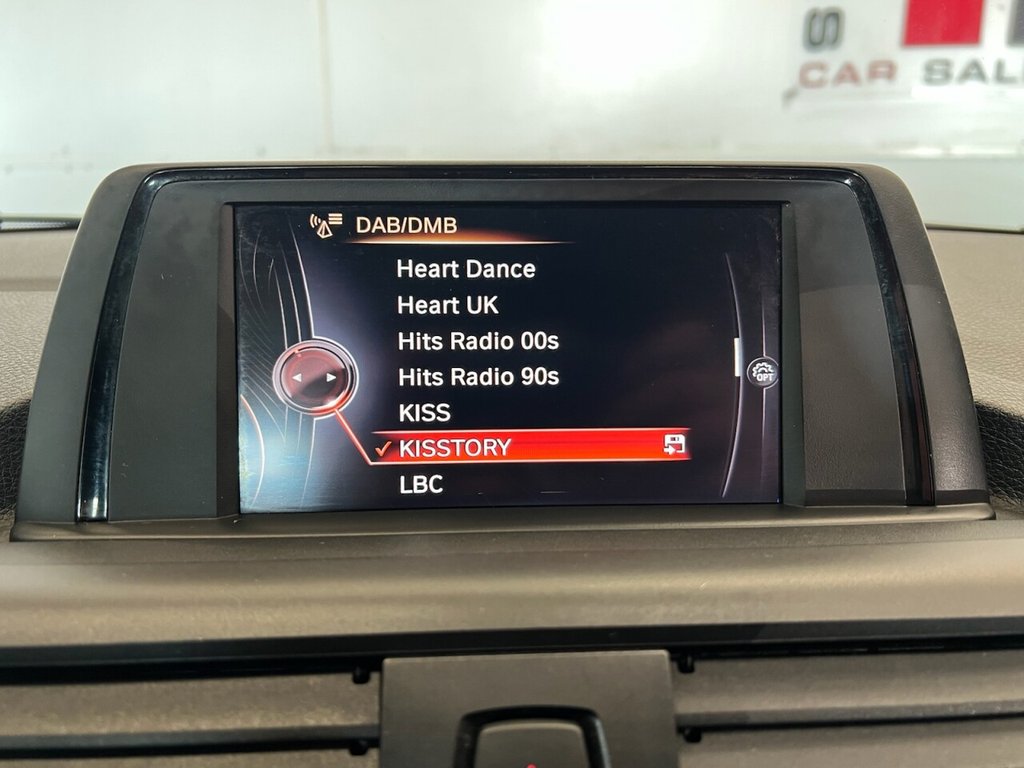 S
CAR SAL
DAB/DMB
Heart Dance
Heart UK
Hits Radio 00s
Hits Radio 90s
OPT
KISS
KISSTORY
LBC